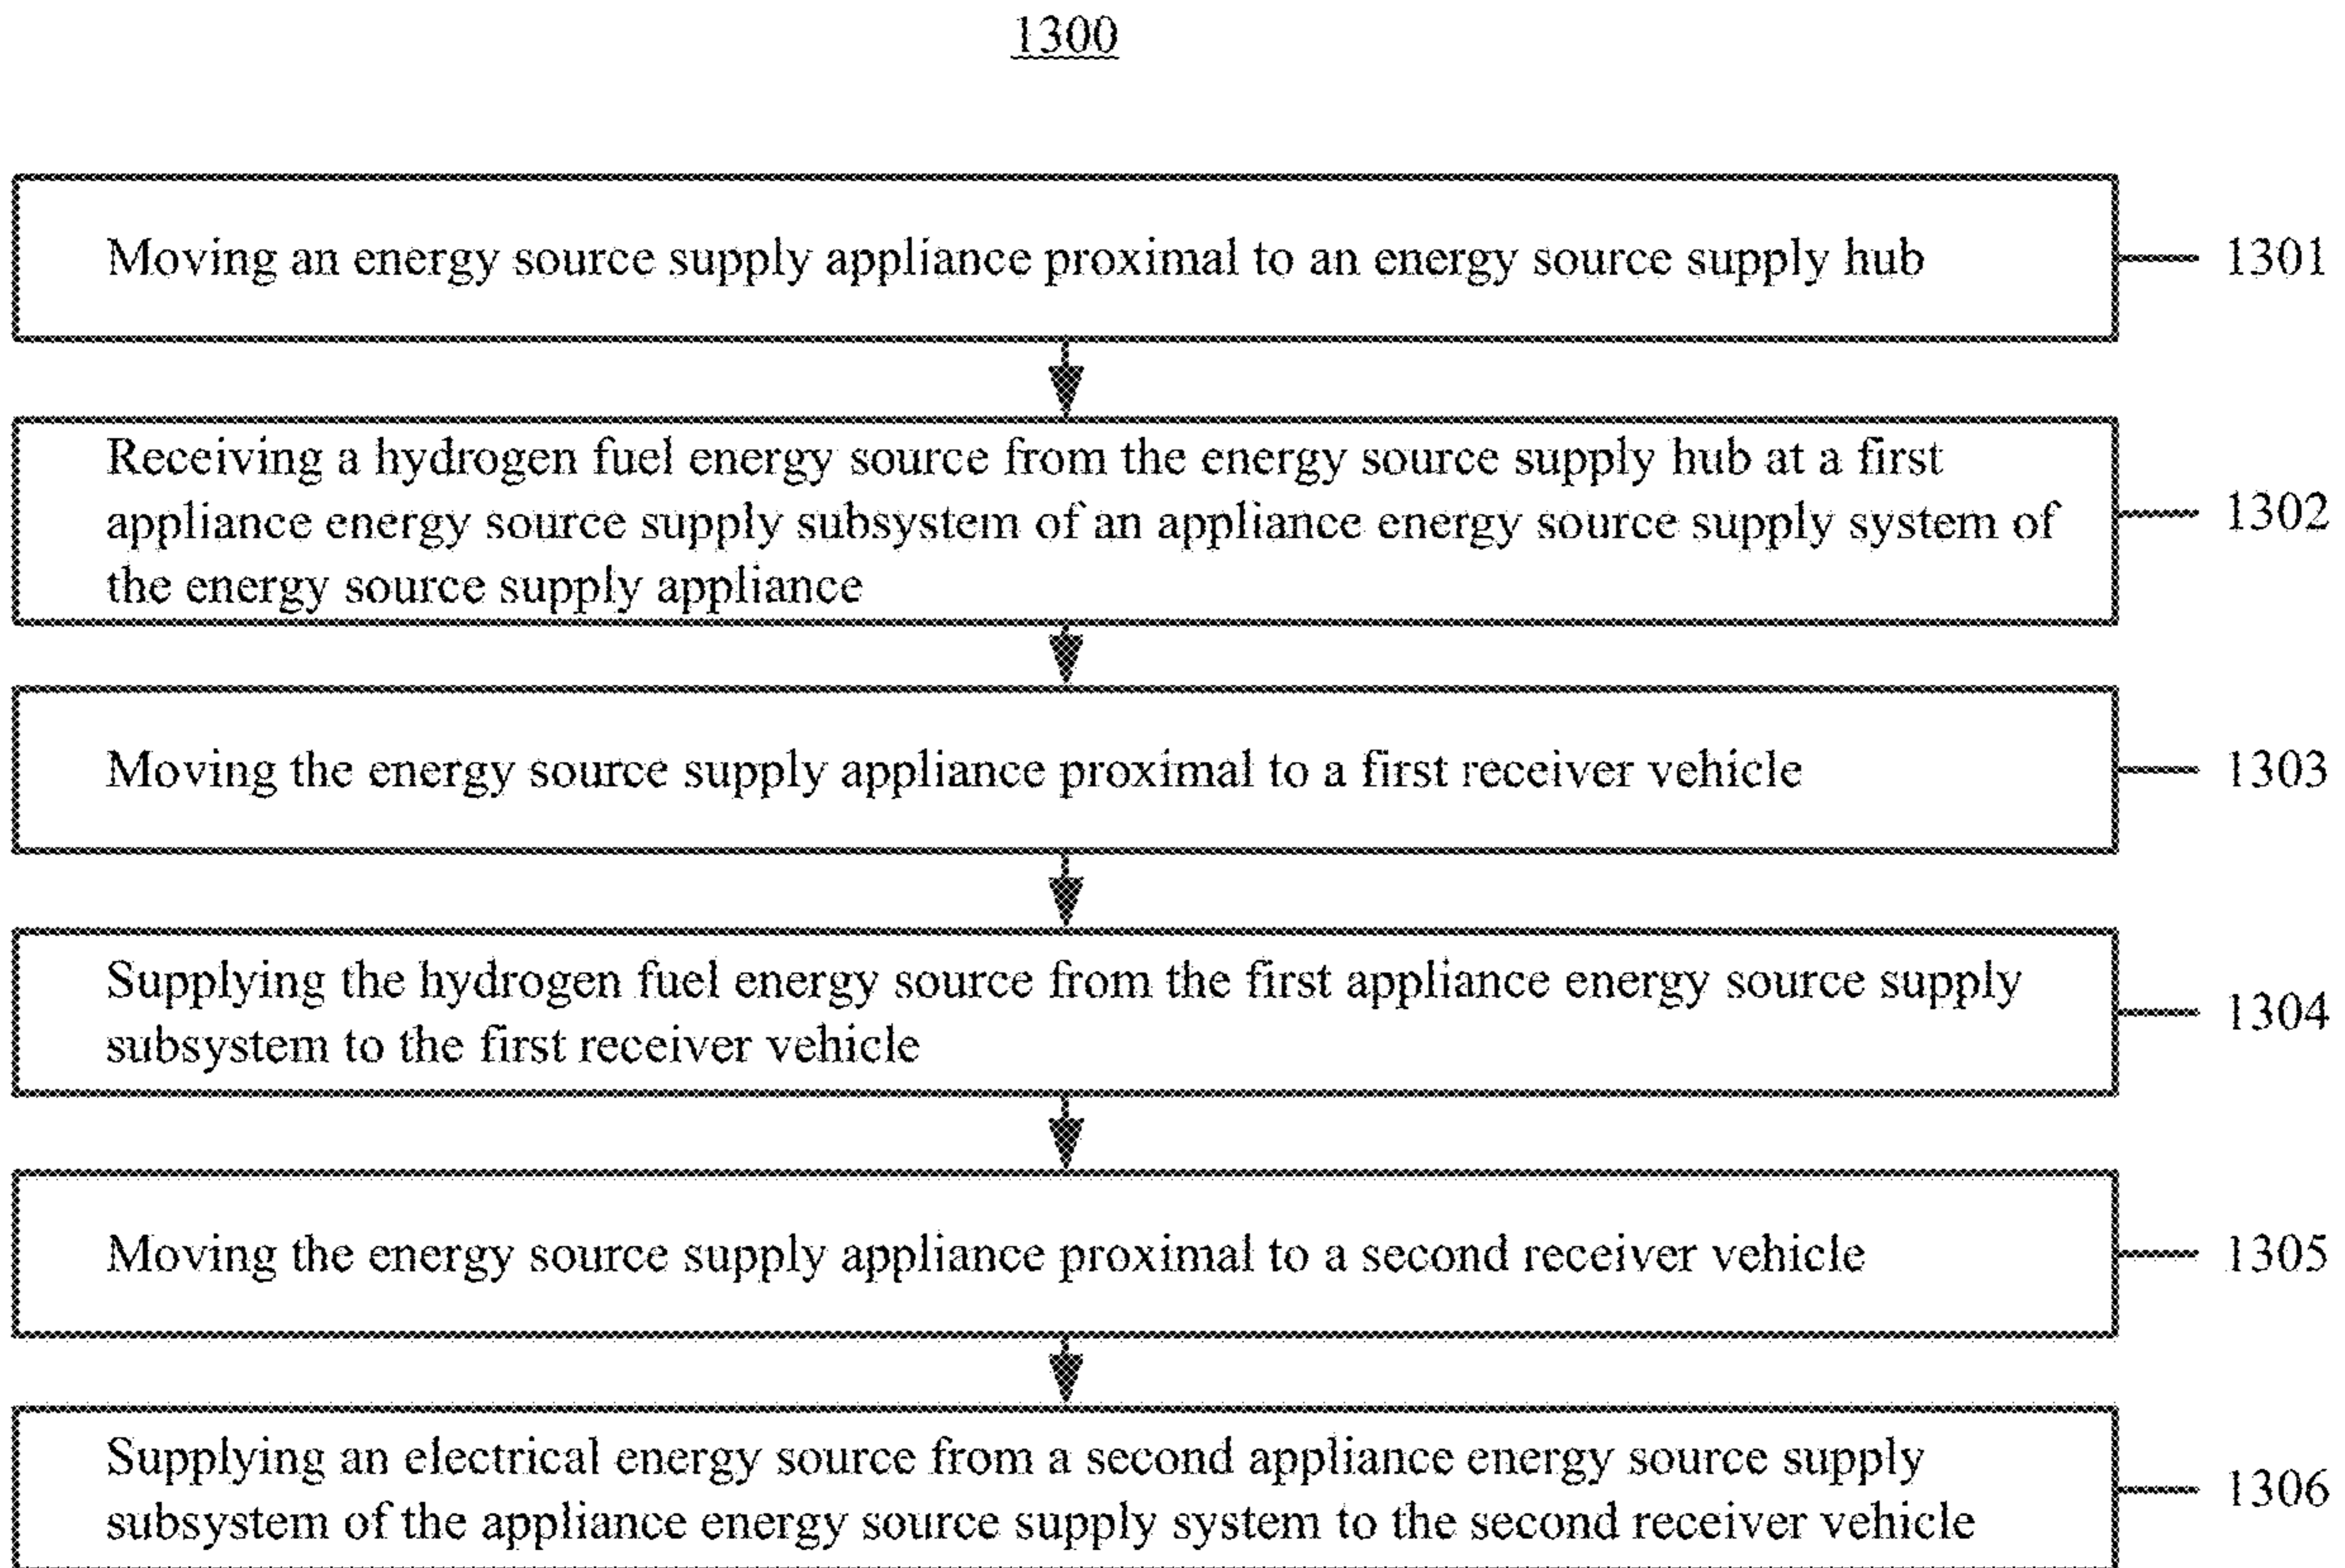 1300
Moving an energy source supply appliance proximal to an energy source supply hub
1301
Receiving a hydrogen fuel energy source from the energy source supply hub at a first
appliance energy source supply subsystem of an appliance energy source supply system of
the energy source supply appliance
1302
Moving the energy source supply appliance proximal to a first receiver vehicle
1303
Supplying the hydrogen fuel energy source from the first appliance energy source supply
subsystem to the first receiver vehicle
1304
Moving the energy source supply appliance proximal to a second receiver vehicle
1305
Supplying an electrical energy source from a second appliance energy source supply
subsystem of the appliance energy source supply system to the second receiver vehicle
1306